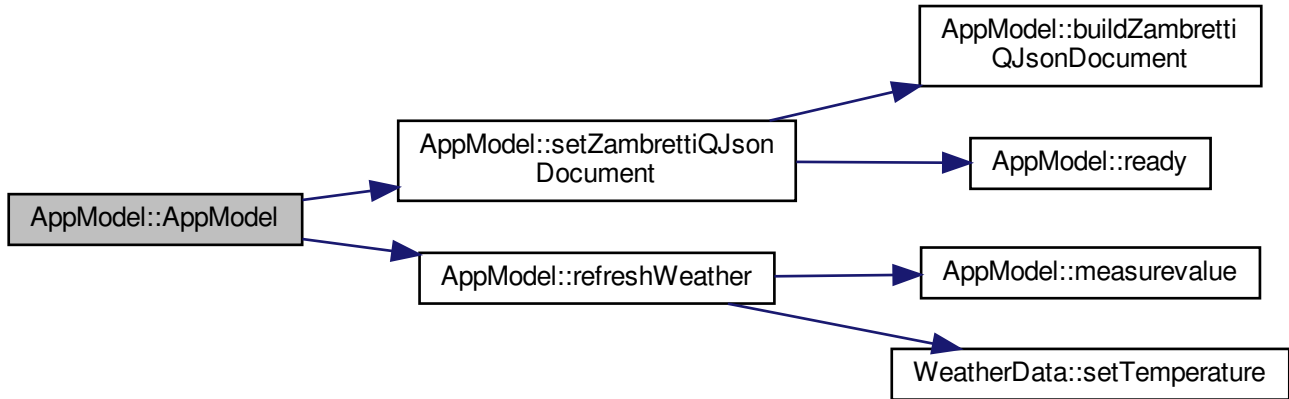 AppModel::AppModel
AppModel::setZambrettiQJson
Document
AppModel::refreshWeather
AppModel::buildZambretti
QJsonDocument
AppModel::ready
AppModel::measurevalue
WeatherData::setTemperature